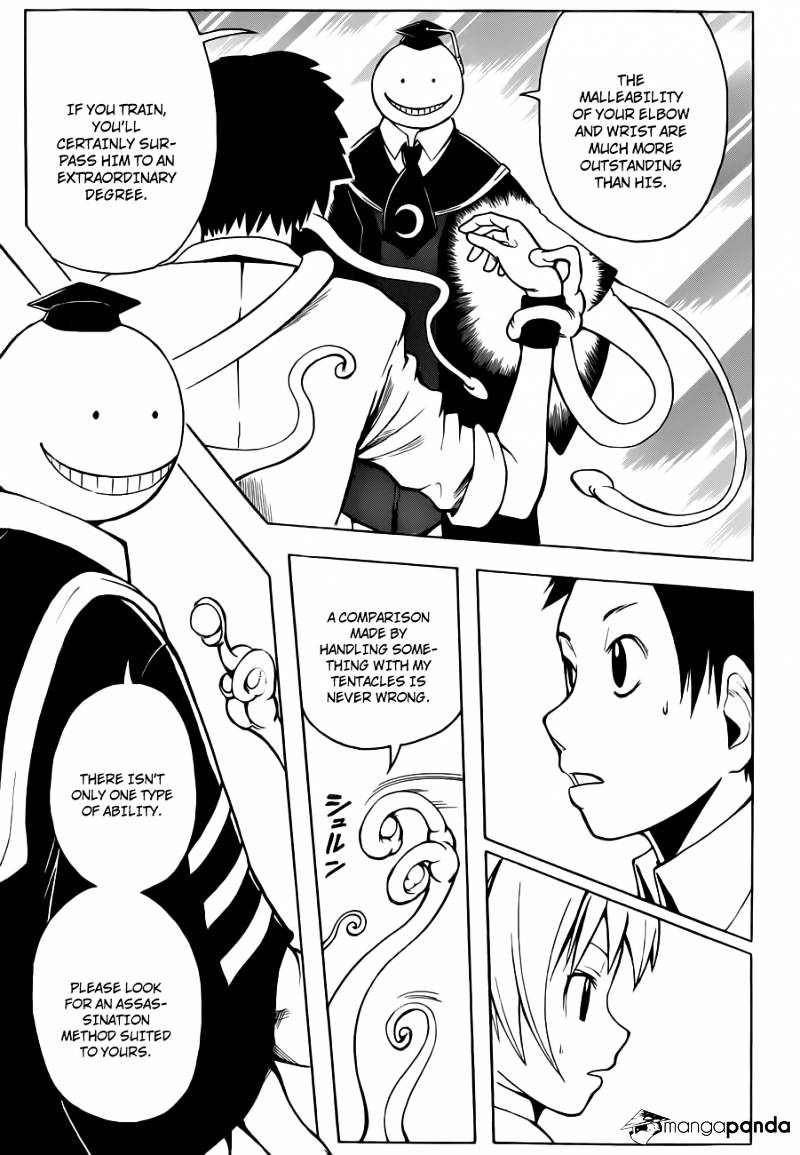 THE
MALLEABILITY
OF YOUR ELBOW
AND WRIST ARE
MUCH MORE
OUTSTANDING
THAN HIS.
IF YOU TRAIN,
YOU'LL
CERTAINLY SUR-
PASS HIM TO AN
EXTRAORDINARY
DEGREE.
A COMPARISON
MADE BY
HANDLING SOME-
THING WITH MY
TENTACLES IS
NEVER WRONG.
シュルン
THERE ISN'T
ONLY ONE TYPE
OF ABILITY.
PLEASE LOOK
FOR AN ASSAS-
SINATION
METHOD SUITED
TO YOURS.
mangapanda